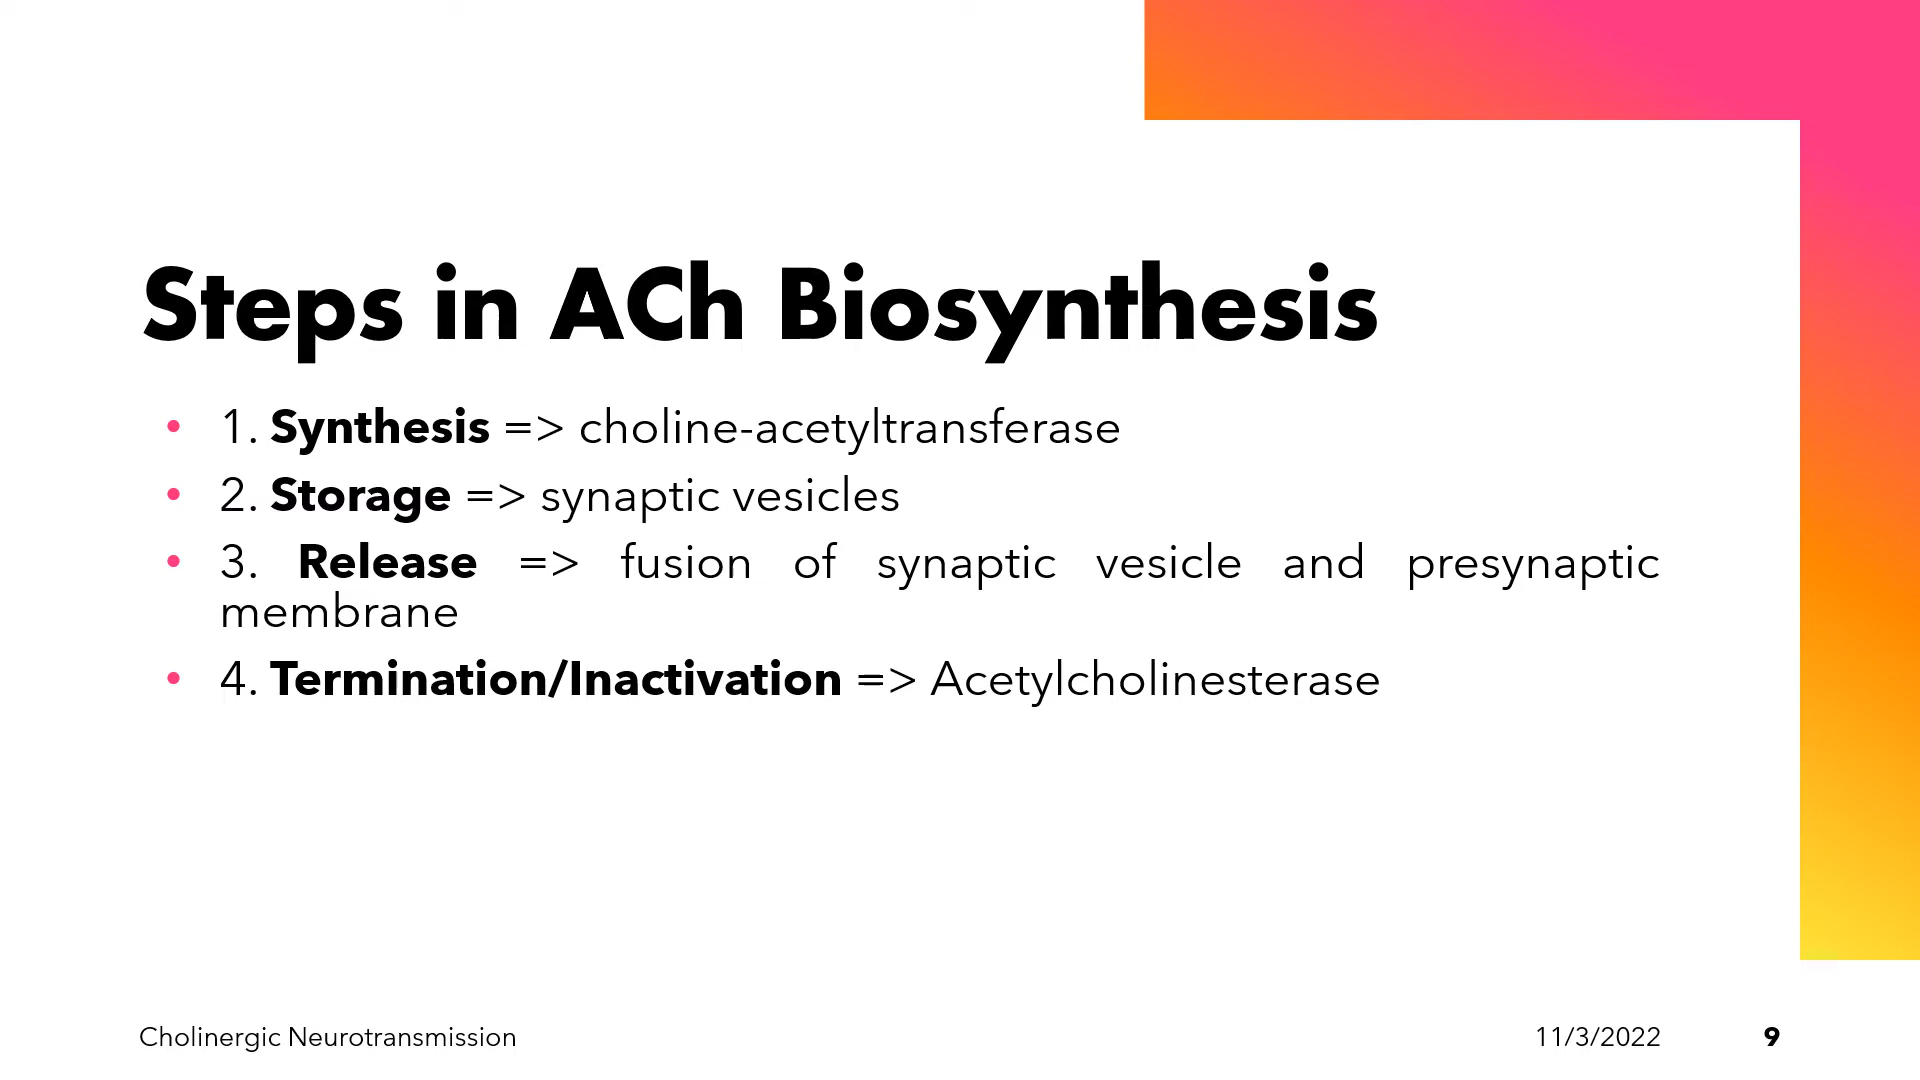 Steps in ACh Biosynthesis
• 1. Synthesis => choline-acetyltransferase
• 2. Storage => synaptic vesicles
• 3. Release => fusion of synaptic vesicle and presynaptic
membrane
• 4. Termination/Inactivation => Acetylcholinesterase
Cholinergic Neurotransmission
11/3/2022
9